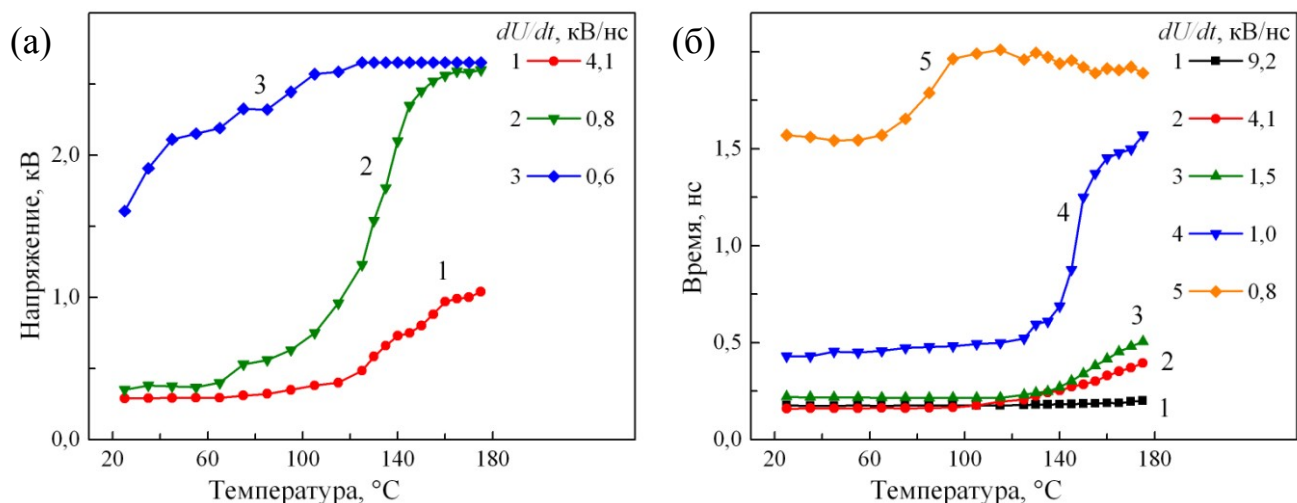 (а)
dU/dt, кВ/нс
1 4,1
2 0,8
3 0,6
3
2
1
Напряжение, кВ
2,0
1,0
0,0
20 60 100 140 180
Температура, °C
(б)
dU/dt, кВ/нс
1 9,2
2 4,1
3 1,5
4 1,0
5 0,8
5
4
3
2
1
Время, нс
1,5
1,0
0,5
0,0
20 60 100 140 180
Температура, °C